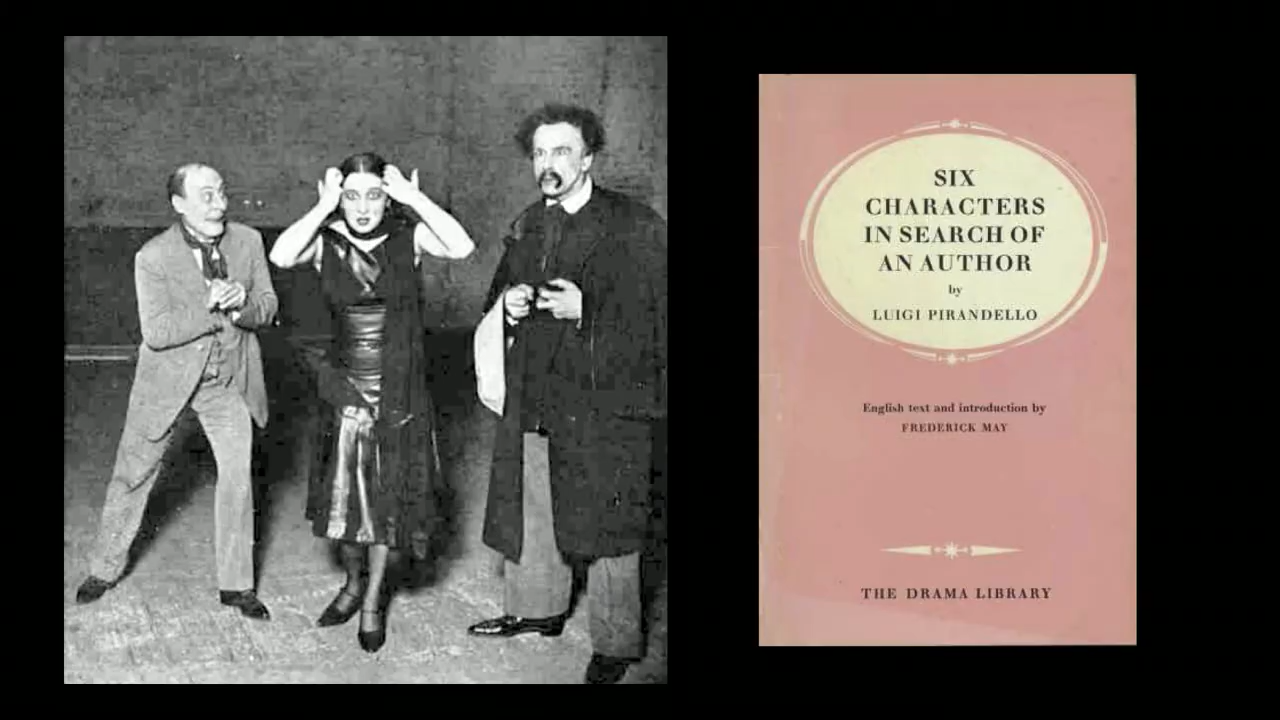 SIX
CHARACTERS
IN SEARCH OF
AN AUTHOR
by
LUIGI PIRANDELLO
English text and introduction by
FREDERICK MAY
THE DRAMA LIBRARY